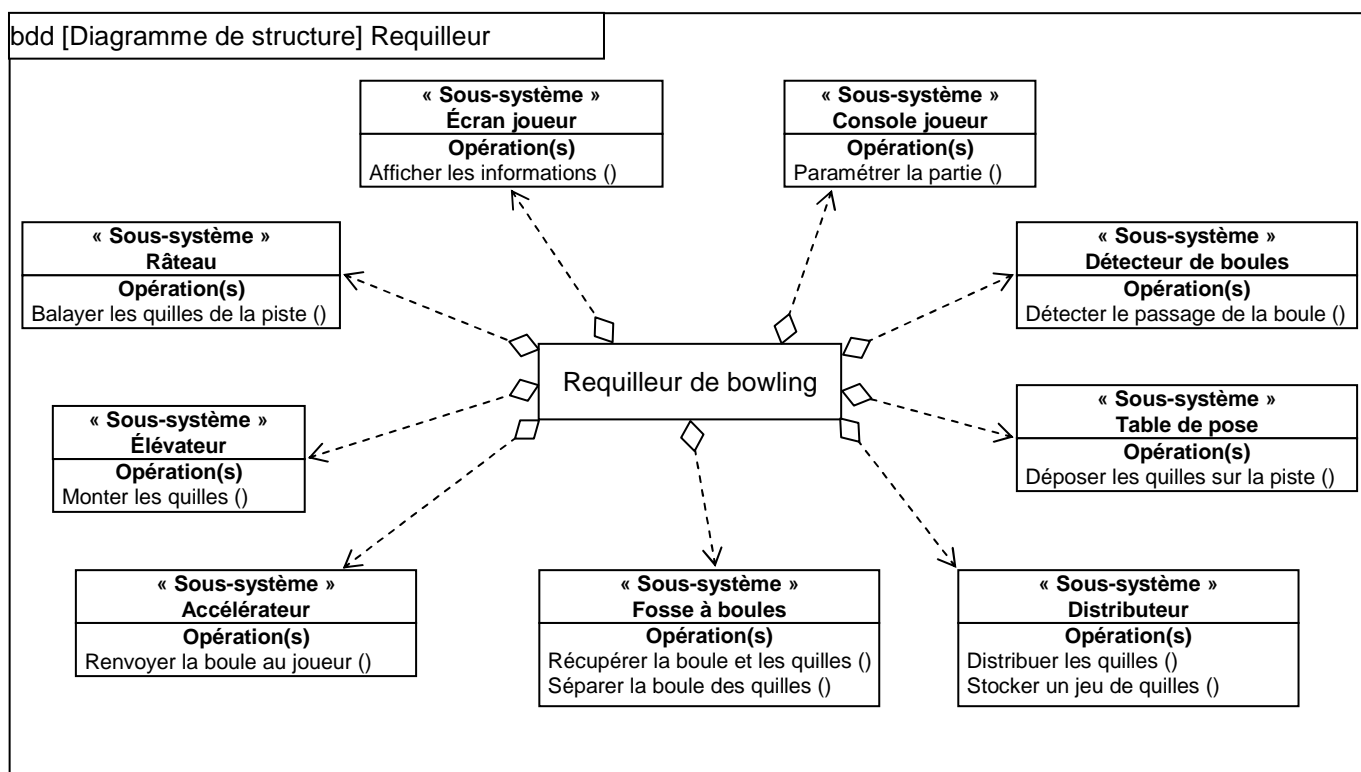 bdd [Diagramme de structure] Requilleur
« Sous-système »
Écran joueur
Opération(s)
Afficher les informations ()
« Sous-système »
Console joueur
Opération(s)
Paramétrer la partie ()
« Sous-système »
Râteau
Opération(s)
Balayer les quilles de la piste ()
« Sous-système »
Détecteur de boules
Opération(s)
Détecter le passage de la boule ()
Requilleur de bowling
« Sous-système »
Élévateur
Opération(s)
Monter les quilles ()
« Sous-système »
Table de pose
Opération(s)
Déposer les quilles sur la piste ()
« Sous-système »
Accélérateur
Opération(s)
Renvoyer la boule au joueur ()
« Sous-système »
Fosse à boules
Opération(s)
Récupérer la boule et les quilles ()
Séparer la boule des quilles ()
« Sous-système »
Distributeur
Opération(s)
Distribuer les quilles ()
Stocker un jeu de quilles ()